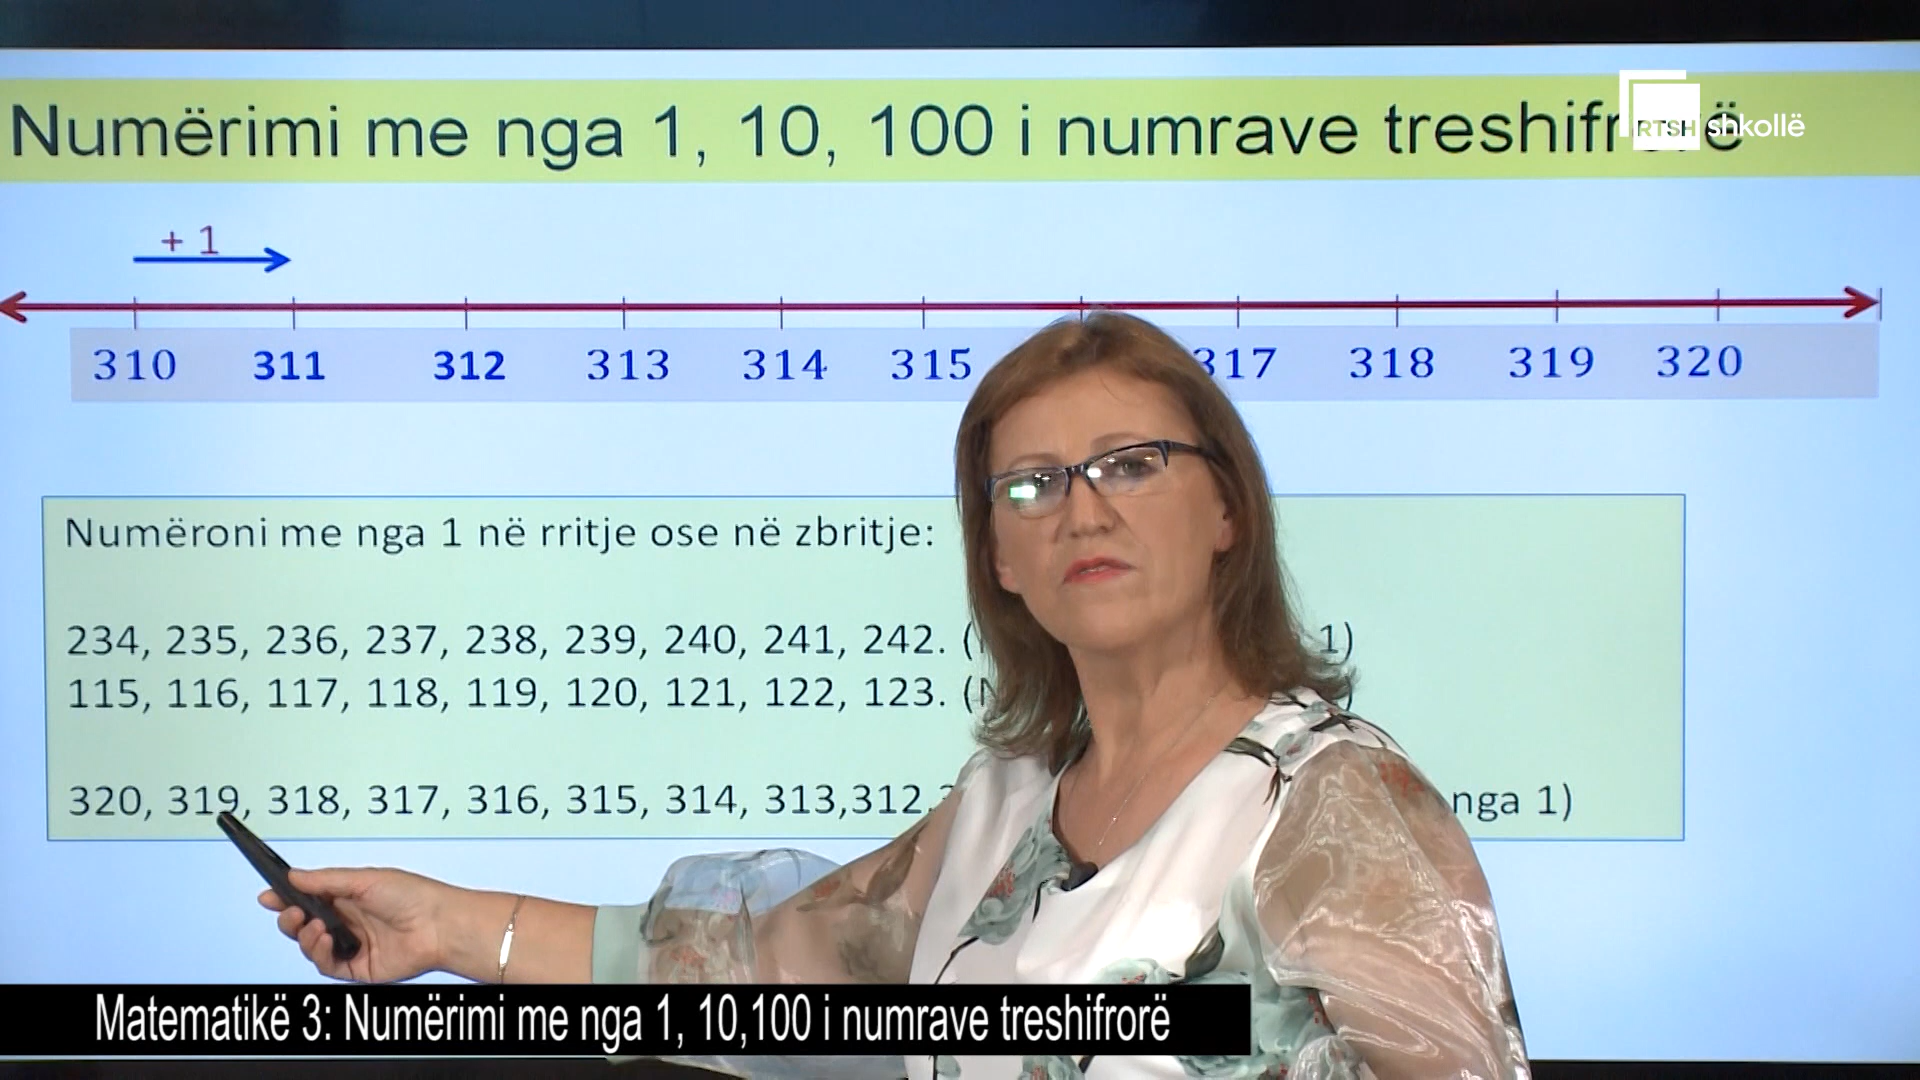 Numërimi me nga 1, 10, 100 i numrave treshifrorë
RTSH shkollë
+ 1
310 311 312 313 314 315 317 318 319 320
Numëroni me nga 1 në rritje ose në zbritje:
234, 235, 236, 237, 238, 239, 240, 241, 242. ( 1)
115, 116, 117, 118, 119, 120, 121, 122, 123. ( )
320, 319, 318, 317, 316, 315, 314, 313,312, nga 1)
Matematikë 3: Numërimi me nga 1, 10,100 i numrave treshifrorë